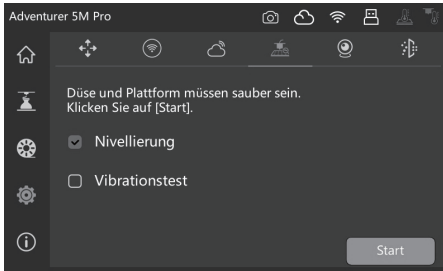 Adventurer 5M Pro
Düse und Plattform müssen sauber sein.
Klicken Sie auf [Start].
Nivellierung
Vibrationstest
Start